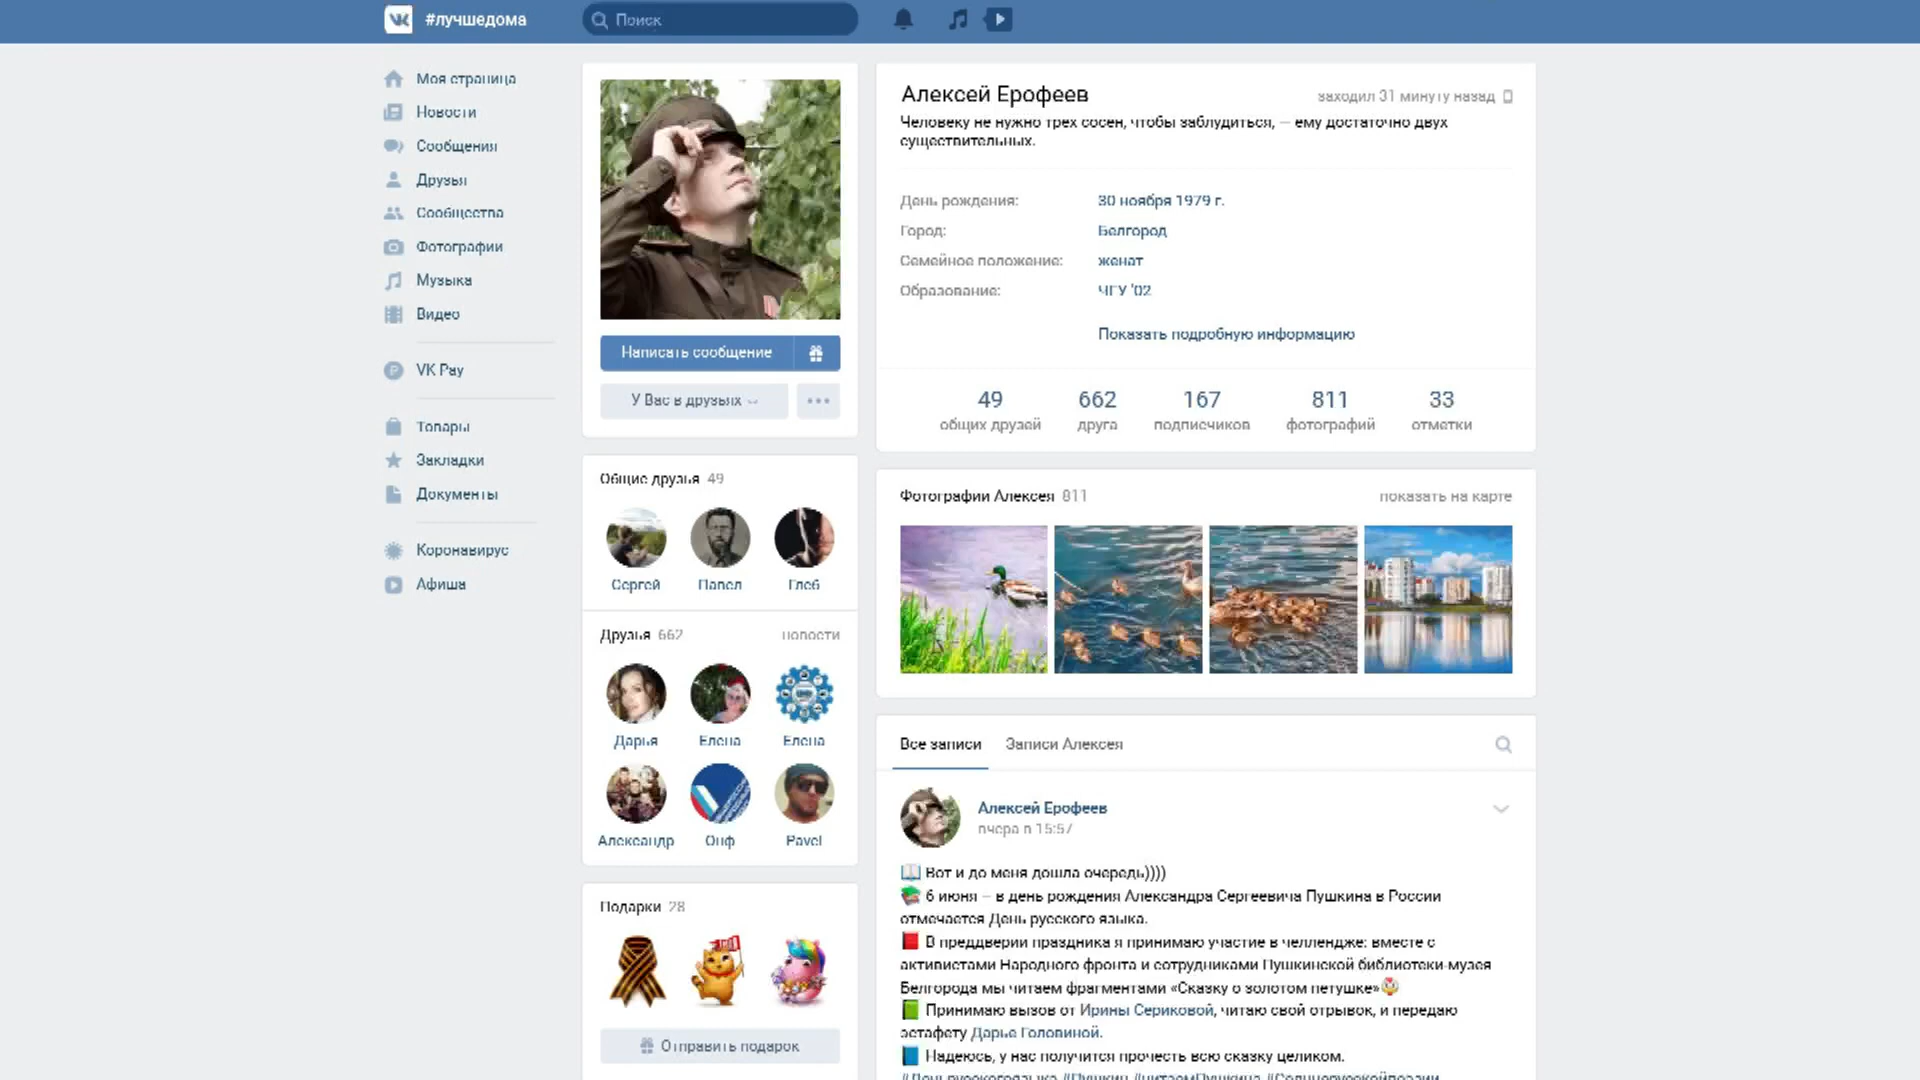 #лучшедома
Поиск
Моя страница
Новости
Сообщения
Друзья
Сообщества
Фотографии
Музыка
Видео
VK Pay
Товары
Закладки
Документы
Коронавирус
Афиша
Написать сообщение
У Вас в друзьях
Общие друзья 49
Сергей Павел Глеб
Друзья 662 новости
Дарья Елена Елена
Александр Онф Pavel
Подарки 28
Отправить подарок
Алексей Ерофеев заходил 31 минуту назад
Человеку не нужно трех сосен, чтобы заблудиться, – ему достаточно двух
существительных.
День рождения: 30 ноября 1979 г.
Город: Белгород
Семейное положение: женат
Образование: ЧГУ '02
Показать подробную информацию
49 662 167 811 33
общих друзей друга подписчиков фотографий отметки
Фотографии Алексея 811 показать на карте
Все записи Записи Алексея
Алексей Ерофеев
вчера в 15:57
Вот и до меня дошла очередь))))
6 июня – в день рождения Александра Сергеевича Пушкина в России
отмечается День русского языка.
В преддверии праздника я принимаю участие в челлендже: вместе с
активистами Народного фронта и сотрудниками Пушкинской библиотеки-музея
Белгорода мы читаем фрагментами «Сказку о золотом петушке»
Принимаю вызов от Ирины Сериковой, читаю свой отрывок, и передаю
эстафету Дарье Головиной.
Надеюсь, у нас получится прочесть всю сказку целиком.
#Деньрусскогоязыка #Пушкин #читаемПушкина #Солнцерусскойпоэзии